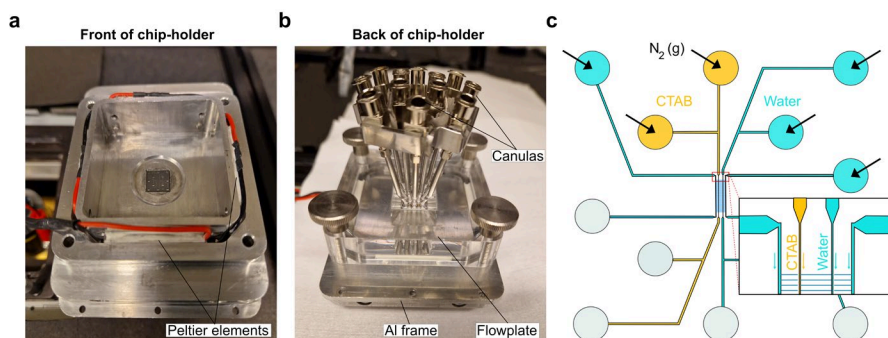 a
Front of chip-holder
Peltier elements
b
Back of chip-holder
Canulas
Al frame
Flowplate
c
N₂(g)
CTAB
Water
CTAB
Water